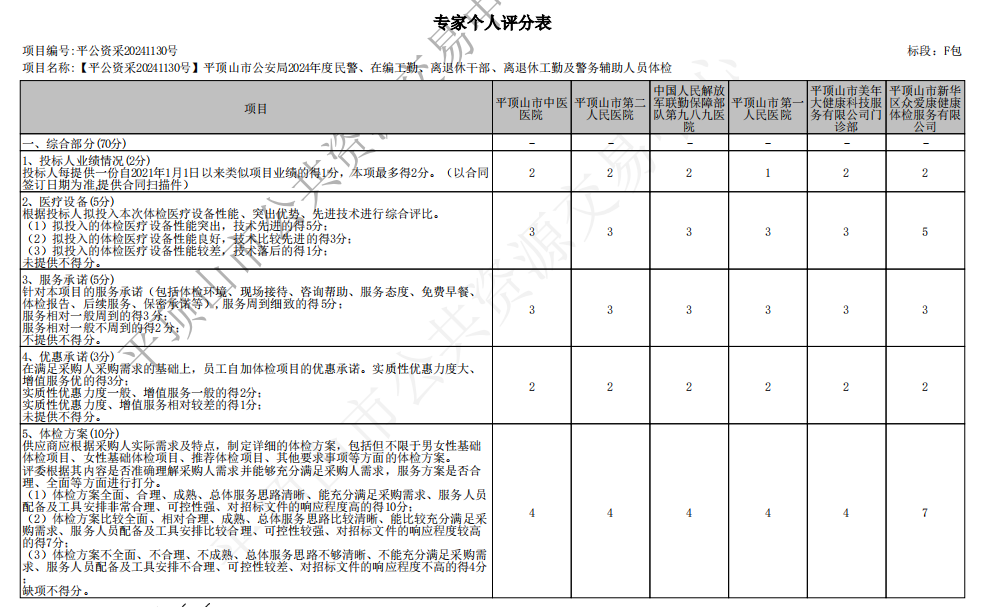 专家个人评分表
项目编号:平公资采20241130号
标段: F包
项目名称:【平公资采20241130号】平顶山市公安局2024年度民警、在编工勤、离退休干部、离退休工勤及警务辅助人员体检
项目
平顶山市中医
医院
平顶山市第二
人民医院
中国人民解放
军联勤保障部
队第九八九医
院
平顶山市第一
人民医院
平顶山市美年
大健康科技服
务有限公司门
诊部
平顶山市新华
区众爱康健康
体检服务有限
公司
一、综合部分(70分)
- - - - - -
1、投标人业绩情况(2分)
投标人每提供一份自2021年1月1日以来类似项目业绩的得1分，本项最多得2分。（以合同
签订日期为准,提供合同扫描件）
2 2 2 1 2 2
2、医疗设备(5分)
根据投标人拟投入本次体检医疗设备性能、突出优势、先进技术进行综合评比。
（1）拟投入的体检医疗设备性能突出，技术先进的得5分；
（2）拟投入的体检医疗设备性能良好，技术比较先进的得3分；
（3）拟投入的体检医疗设备性能较差，技术落后的得1分；
未提供不得分。
3 3 3 3 3 5
3、服务承诺(5分)
针对本项目的服务承诺（包括体检环境、现场接待、咨询帮助、服务态度、免费早餐、
体检报告、后续服务、保密承诺等）,服务周到细致的得5分；
服务相对一般周到的得3分；
服务相对一般不周到的得2分；
不提供不得分。
3 3 3 3 3 3
4、优惠承诺(3分)
在满足采购人采购需求的基础上，员工自加体检项目的优惠承诺。实质性优惠力度大、
增值服务优的得3分；
实质性优惠力度一般、增值服务一般的得2分；
实质性优惠力度、增值服务相对较差的得1分；
未提供不得分。
2 2 2 2 2 2
5、体检方案(10分)
供应商应根据采购人实际需求及特点，制定详细的体检方案，包括但不限于男女性基础
体检项目、女性基础体检项目、推荐体检项目、其他要求事项等方面的体检方案。
评委根据其内容是否准确理解采购人需求并能够充分满足采购人需求，服务方案是否合
理、全面等方面进行打分。
（1）体检方案全面、合理、成熟、总体服务思路清晰、能充分满足采购需求、服务人员
配备及工具安排非常合理、可控性强、对招标文件的响应程度高的得10分；
（2）体检方案比较全面、相对合理、成熟、总体服务思路比较清晰、能比较充分满足采
购需求、服务人员配备及工具安排比较合理、可控性较强、对招标文件的响应程度较高
的得7分；
（3）体检方案不全面、不合理、不成熟、总体服务思路不够清晰、不能充分满足采购需
求、服务人员配备及工具安排不合理、可控性较差、对招标文件的响应程度不高的得4分
；
缺项不得分。
4 4 4 4 4 7
平顶山市公共资源交易中心